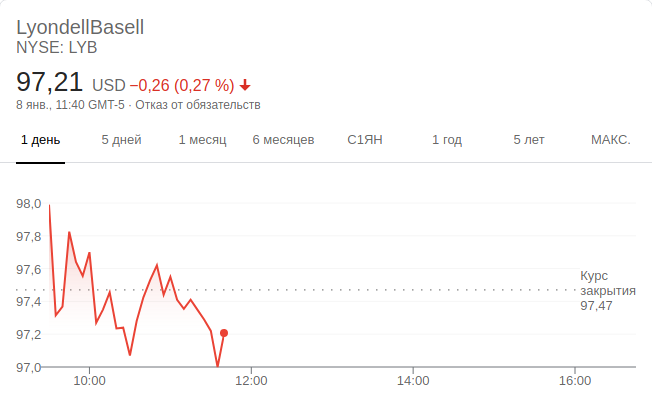 LyondellBasell
NYSE: LYB
97,21 USD −0,26 (0,27 %)
8 янв., 11:40 GMT-5 · Отказ от обязательств
1 день 5 дней 1 месяц 6 месяцев С1ЯН 1 год 5 лет МАКС.
98,0
97,8
97,6
97,4
97,2
97,0
Курс
закрытия
97,47
10:00 12:00 14:00 16:00